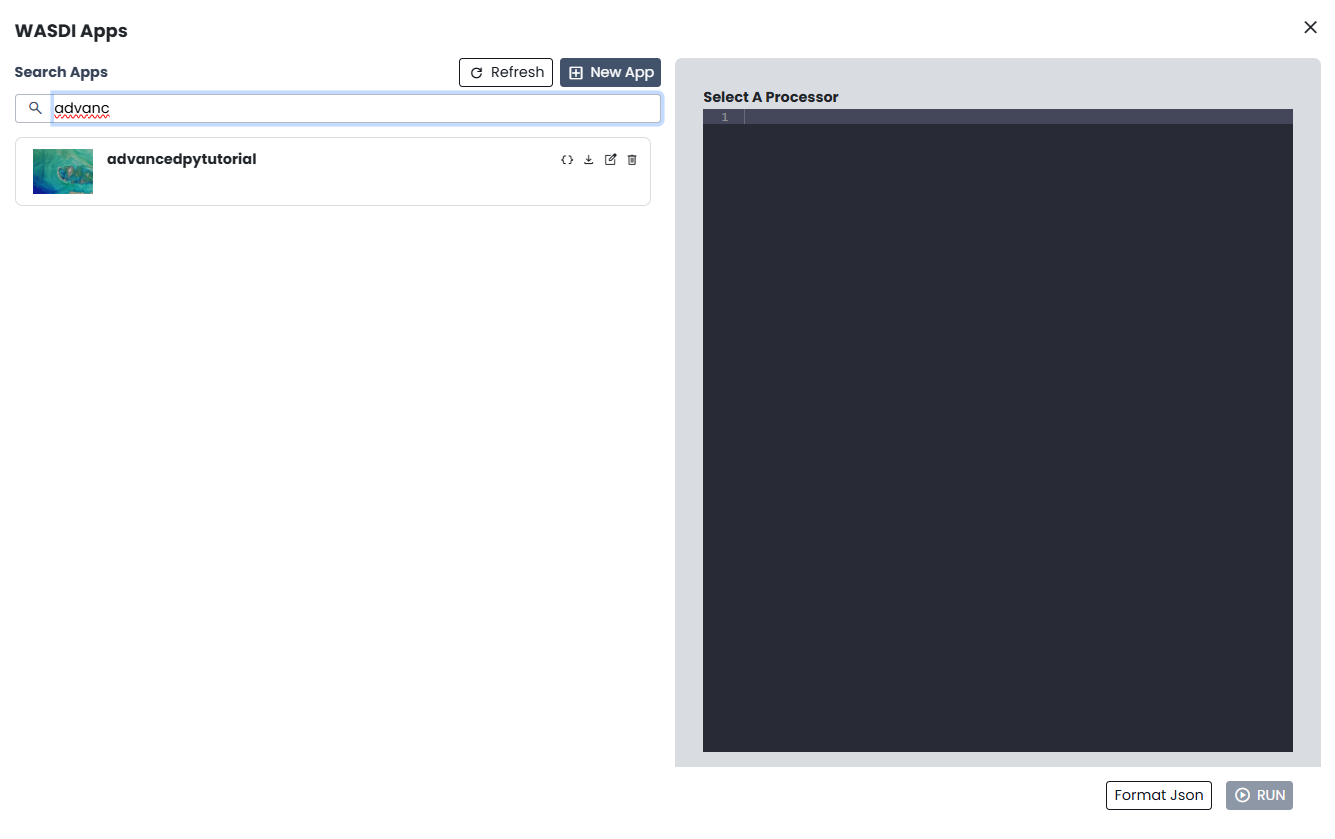 WASDI Apps
Search Apps
Refresh
New App
advanc
advancedpytutorial
Select A Processor
1
Format Json
RUN